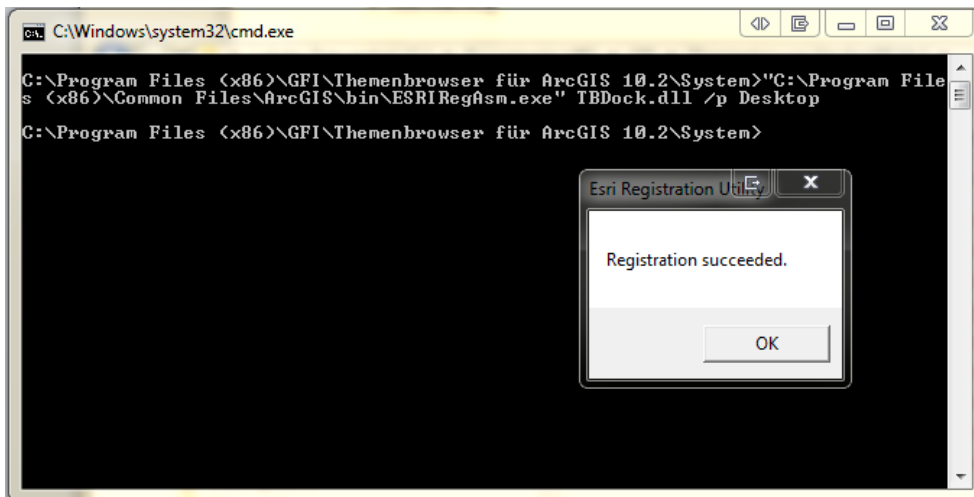 C:\Windows\system32\cmd.exe
C:\Program Files (x86)\GFI\Themenbrowser für ArcGIS 10.2\System>"C:\Program File
s (x86)\Common Files\ArcGIS\bin\ESRIRegAsm.exe" TBDock.dll /p Desktop
C:\Program Files (x86)\GFI\Themenbrowser für ArcGIS 10.2\System>
Esri Registration Utility
Registration succeeded.
OK